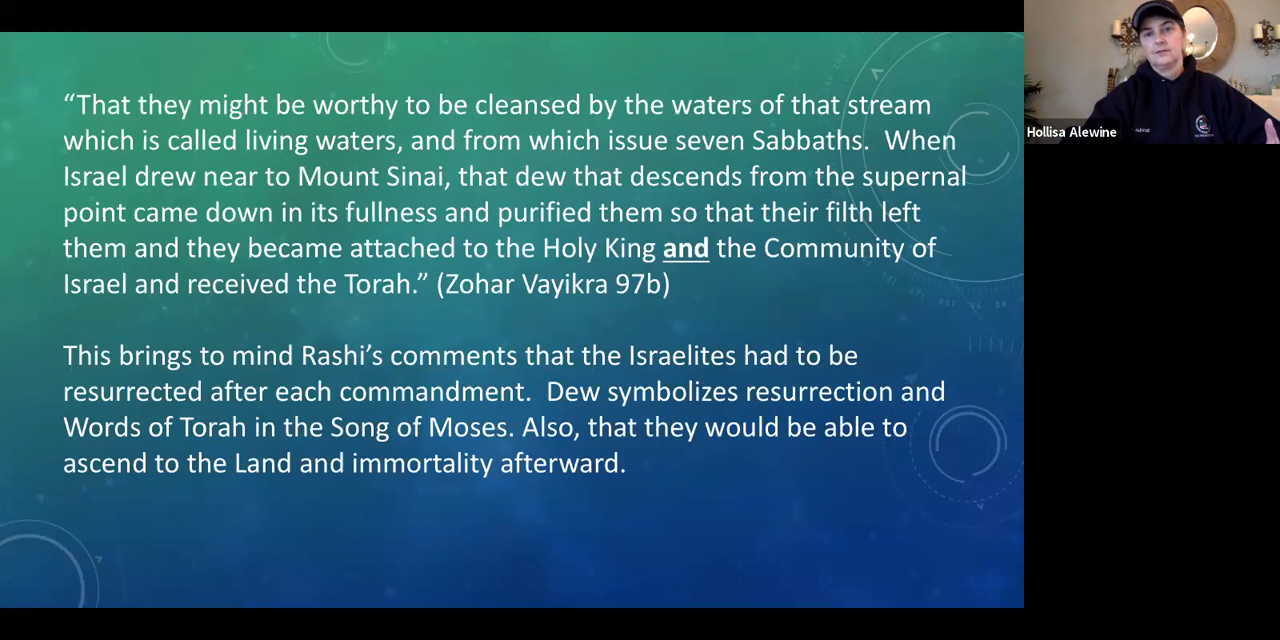 “That they might be worthy to be cleansed by the waters of that stream
which is called living waters, and from which issue seven Sabbaths.  When
Israel drew near to Mount Sinai, that dew that descends from the supernal
point came down in its fullness and purified them so that their filth left
them and they became attached to the Holy King and the Community of
Israel and received the Torah.” (Zohar Vayikra 97b)
This brings to mind Rashi’s comments that the Israelites had to be
resurrected after each commandment.  Dew symbolizes resurrection and
Words of Torah in the Song of Moses. Also, that they would be able to
ascend to the Land and immortality afterward.
Hollisa Alewine